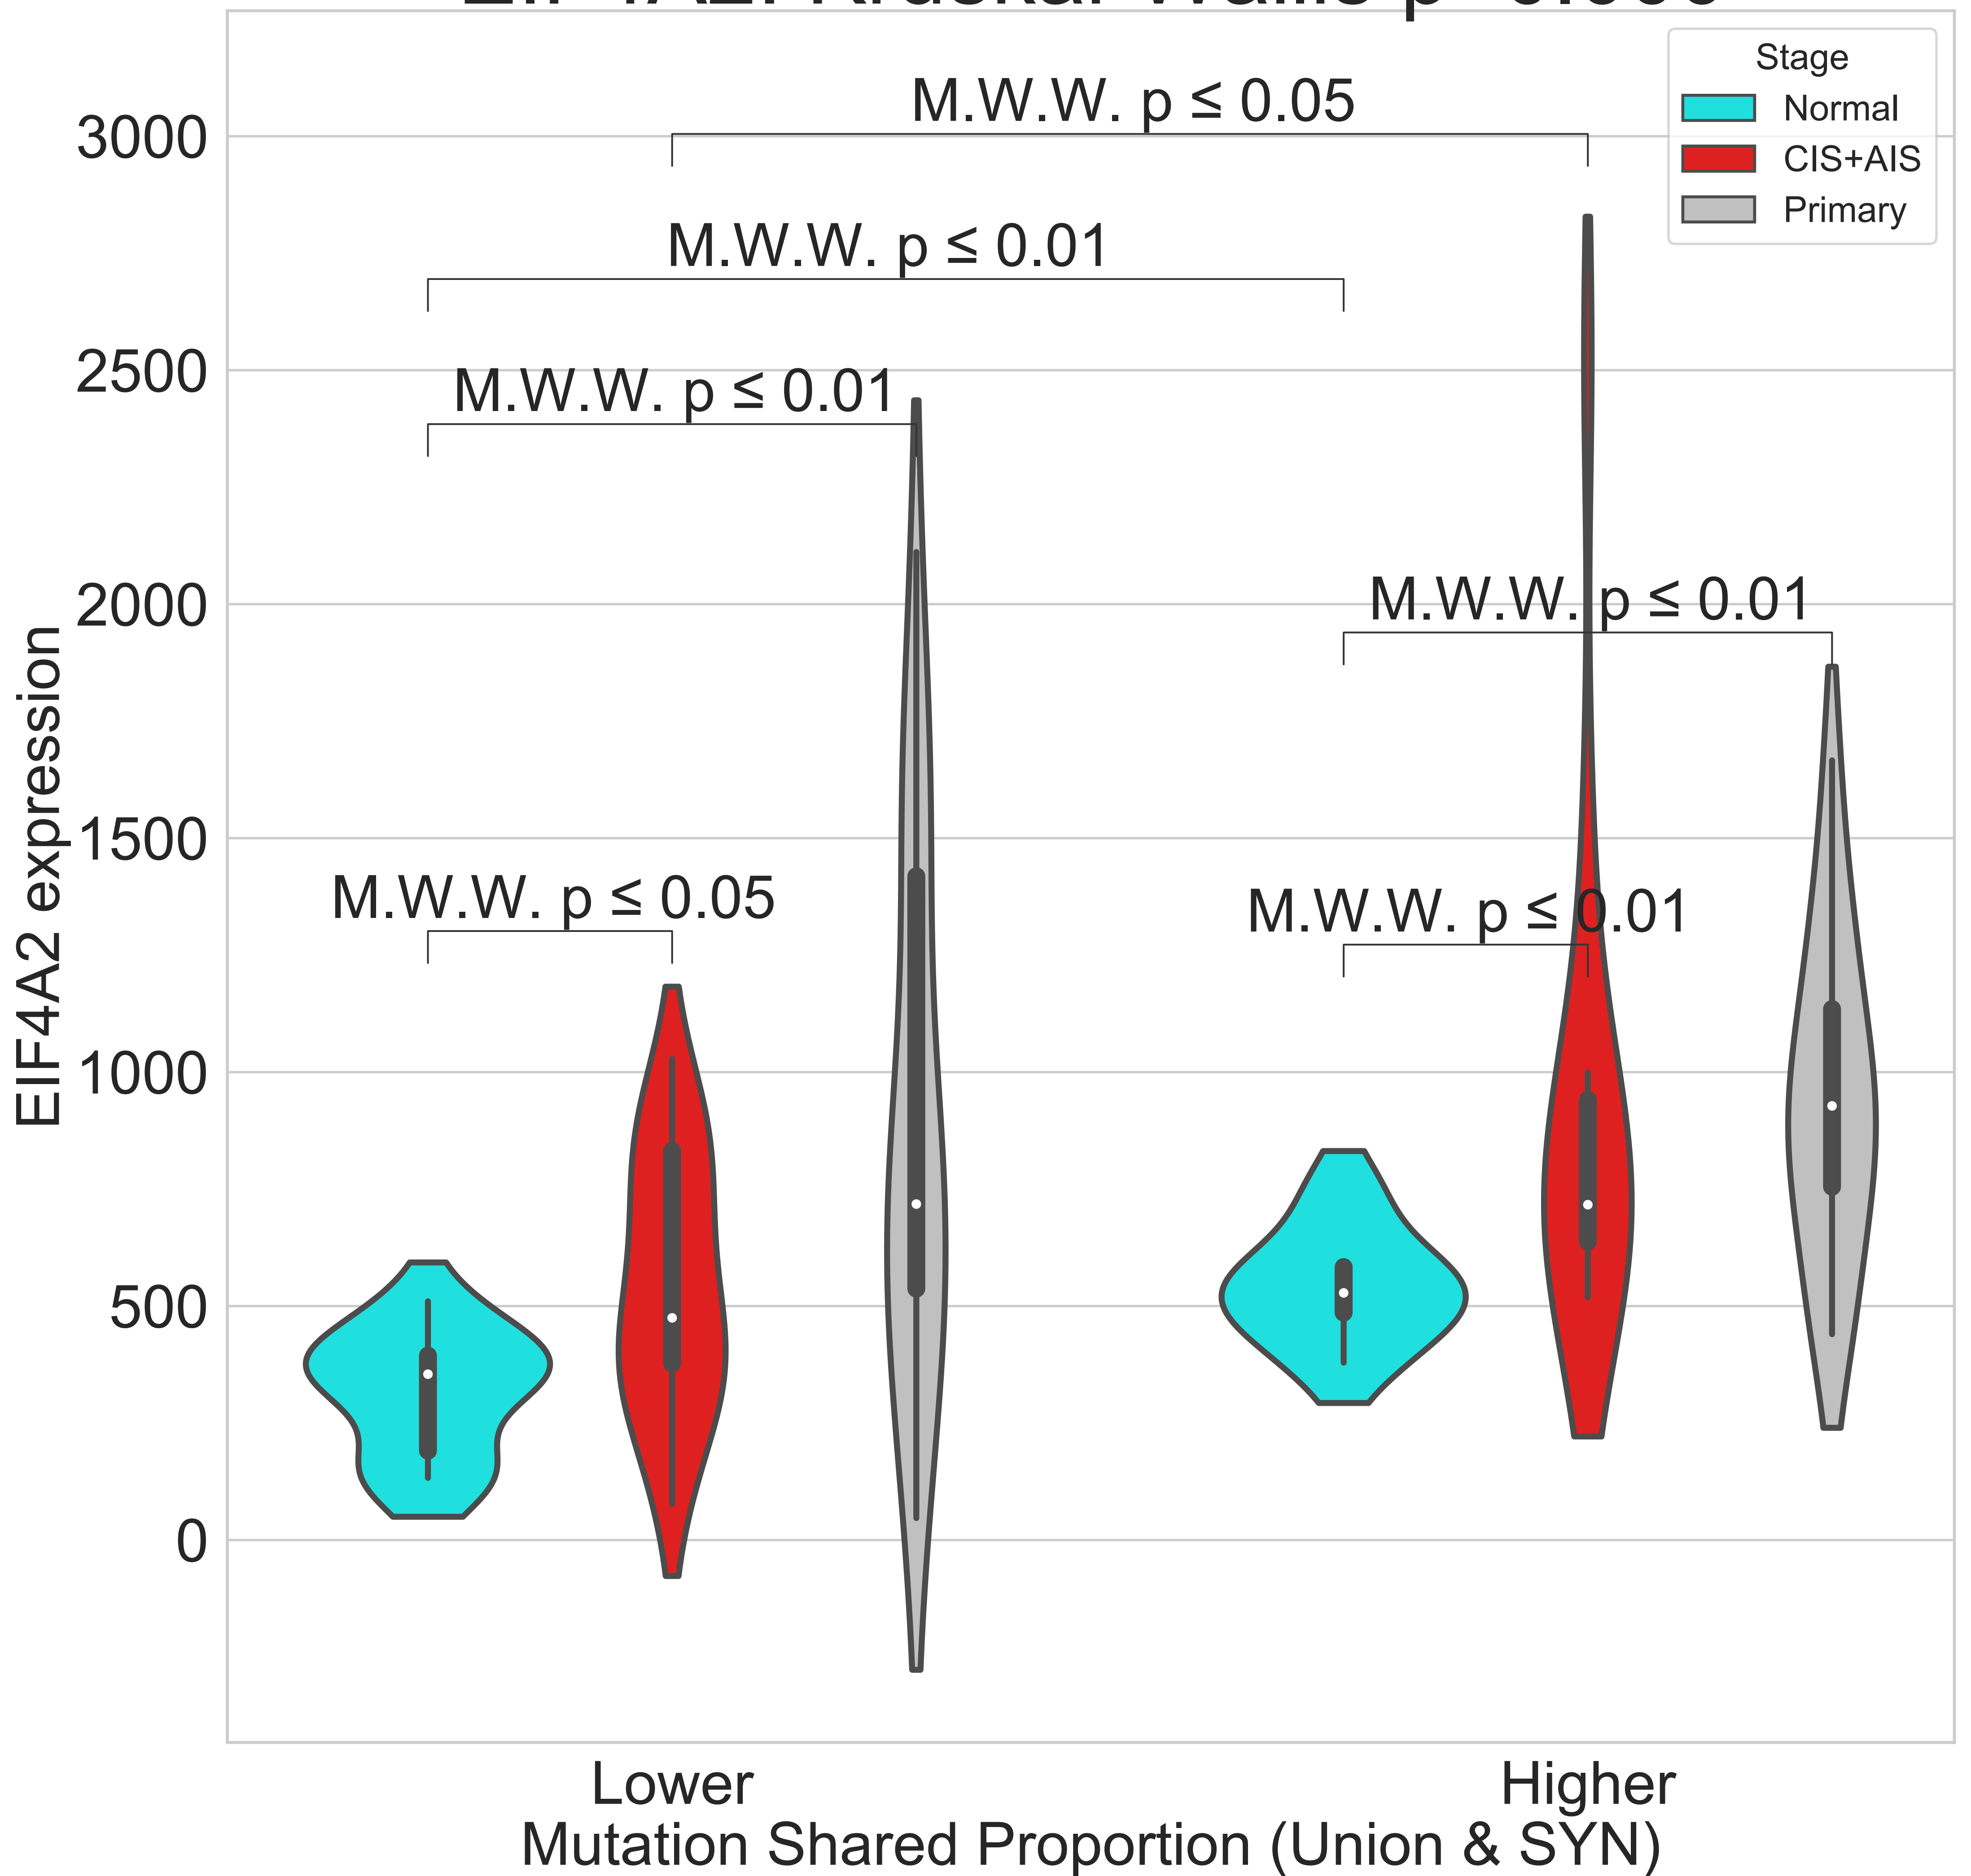 Stage
Normal
CIS+AIS
Primary
M.W.W. p ≤ 0.05
M.W.W. p ≤ 0.01
M.W.W. p ≤ 0.01
M.W.W. p ≤ 0.01
M.W.W. p ≤ 0.05
M.W.W. p ≤ 0.01
3000
2500
2000
1500
1000
500
0
EIF4A2 expression
Lower
Higher
Mutation Shared Proportion (Union & SYN)